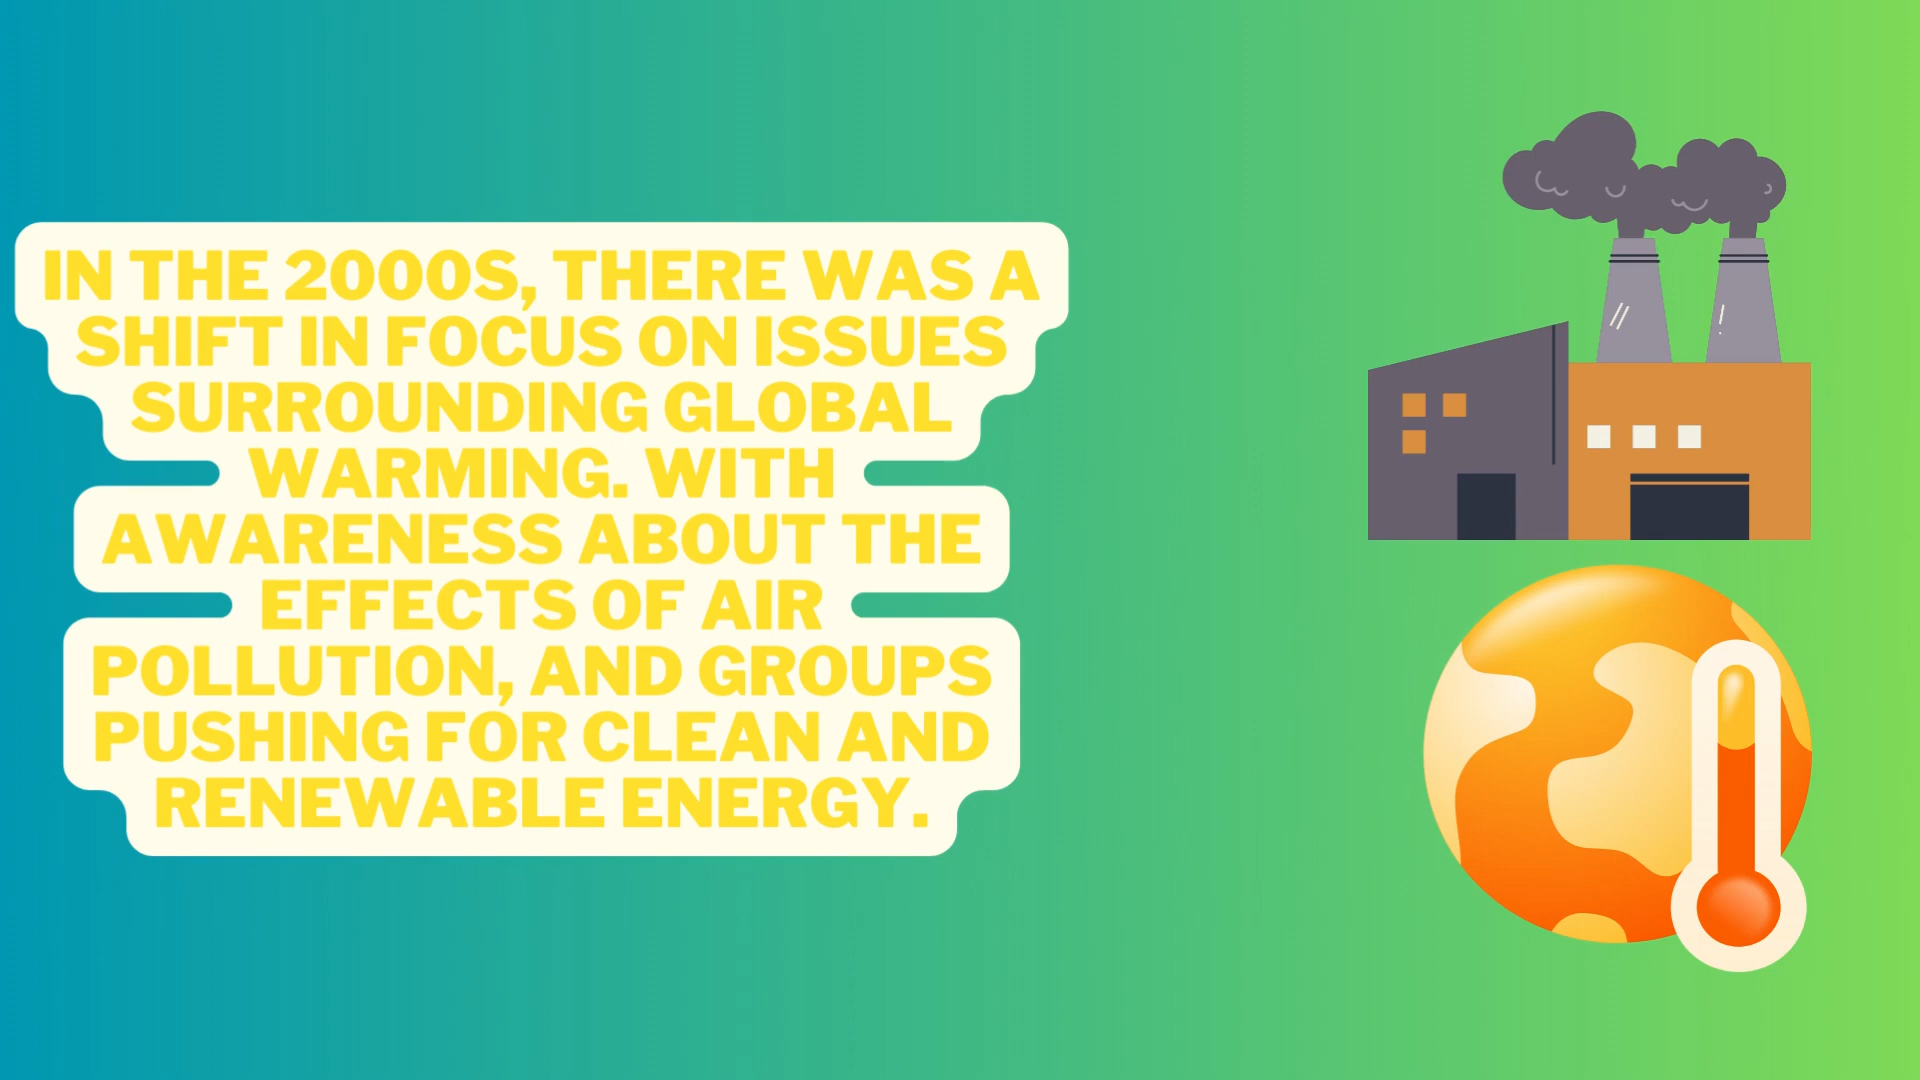 IN THE 2000S, THERE WAS A
SHIFT IN FOCUS ON ISSUES
SURROUNDING GLOBAL
WARMING. WITH
AWARENESS ABOUT THE
EFFECTS OF AIR
POLLUTION, AND GROUPS
PUSHING FOR CLEAN AND
RENEWABLE ENERGY.